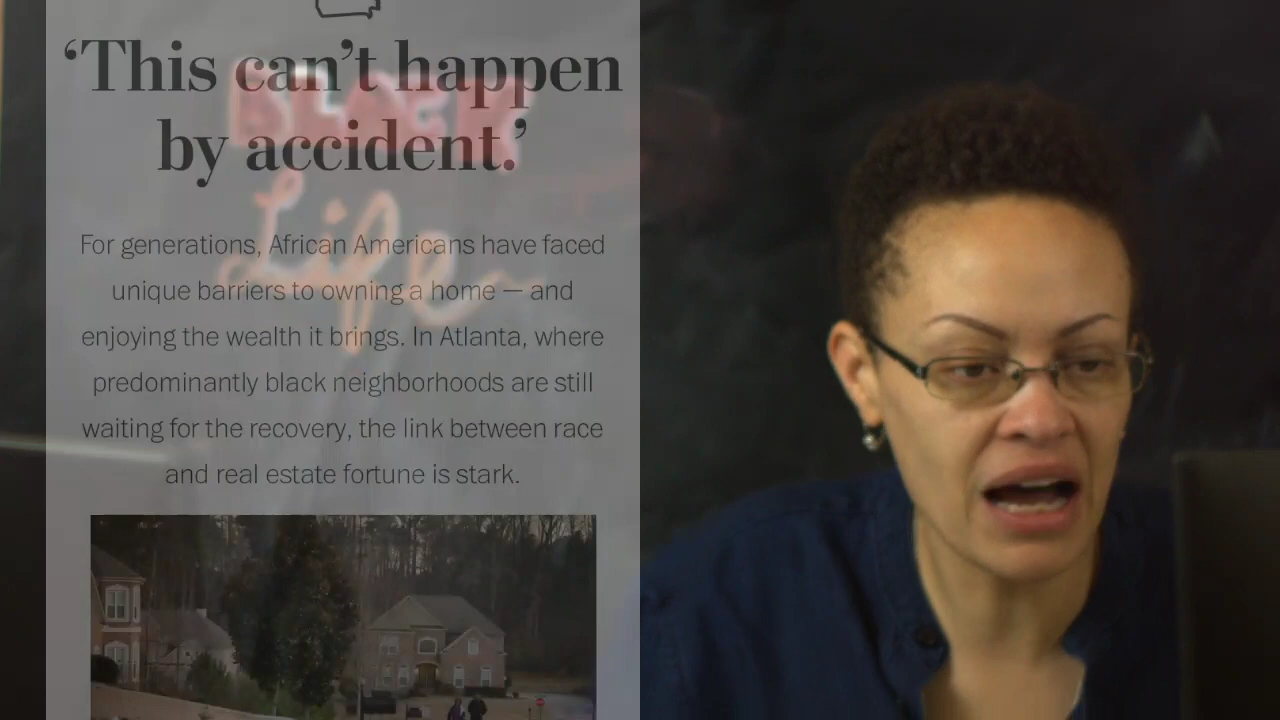 ‘This can’t happen
by accident.’
BLACK
Life
For generations, African Americans have faced
unique barriers to owning a home — and
enjoying the wealth it brings. In Atlanta, where
predominantly black neighborhoods are still
waiting for the recovery, the link between race
and real estate fortune is stark.